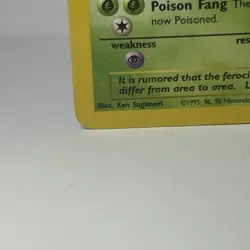 Poison Fang The
now Poisoned.
weakness res
It is rumored that the feroci
differ from area to area. L
Illus. Ken Sugimori ©1995, 96, 98 Nintendo